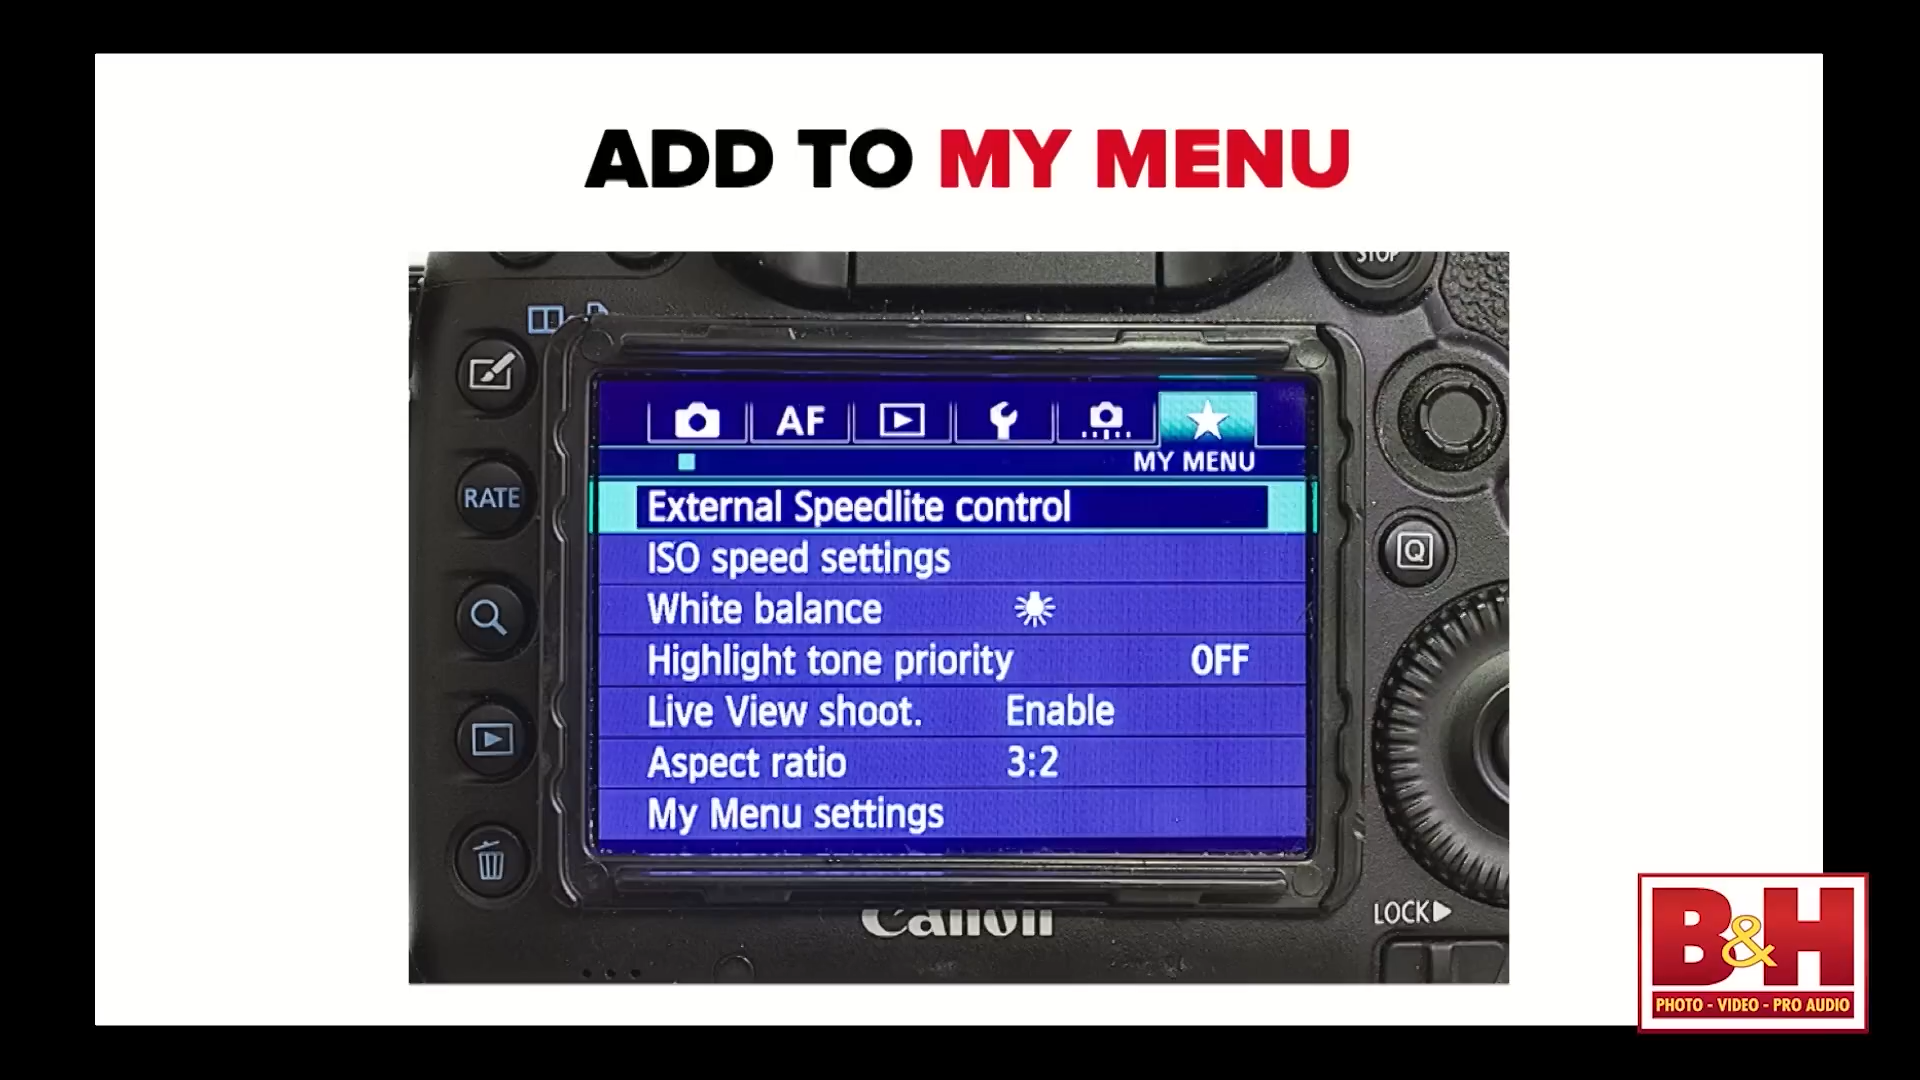 ADD TO MY MENU
STOP
AF
MY MENU
RATE
External Speedlite control
ISO speed settings
White balance
Highlight tone priority OFF
Live View shoot. Enable
Aspect ratio 3:2
My Menu settings
Q
Canon
LOCK
B&H
PHOTO - VIDEO - PRO AUDIO